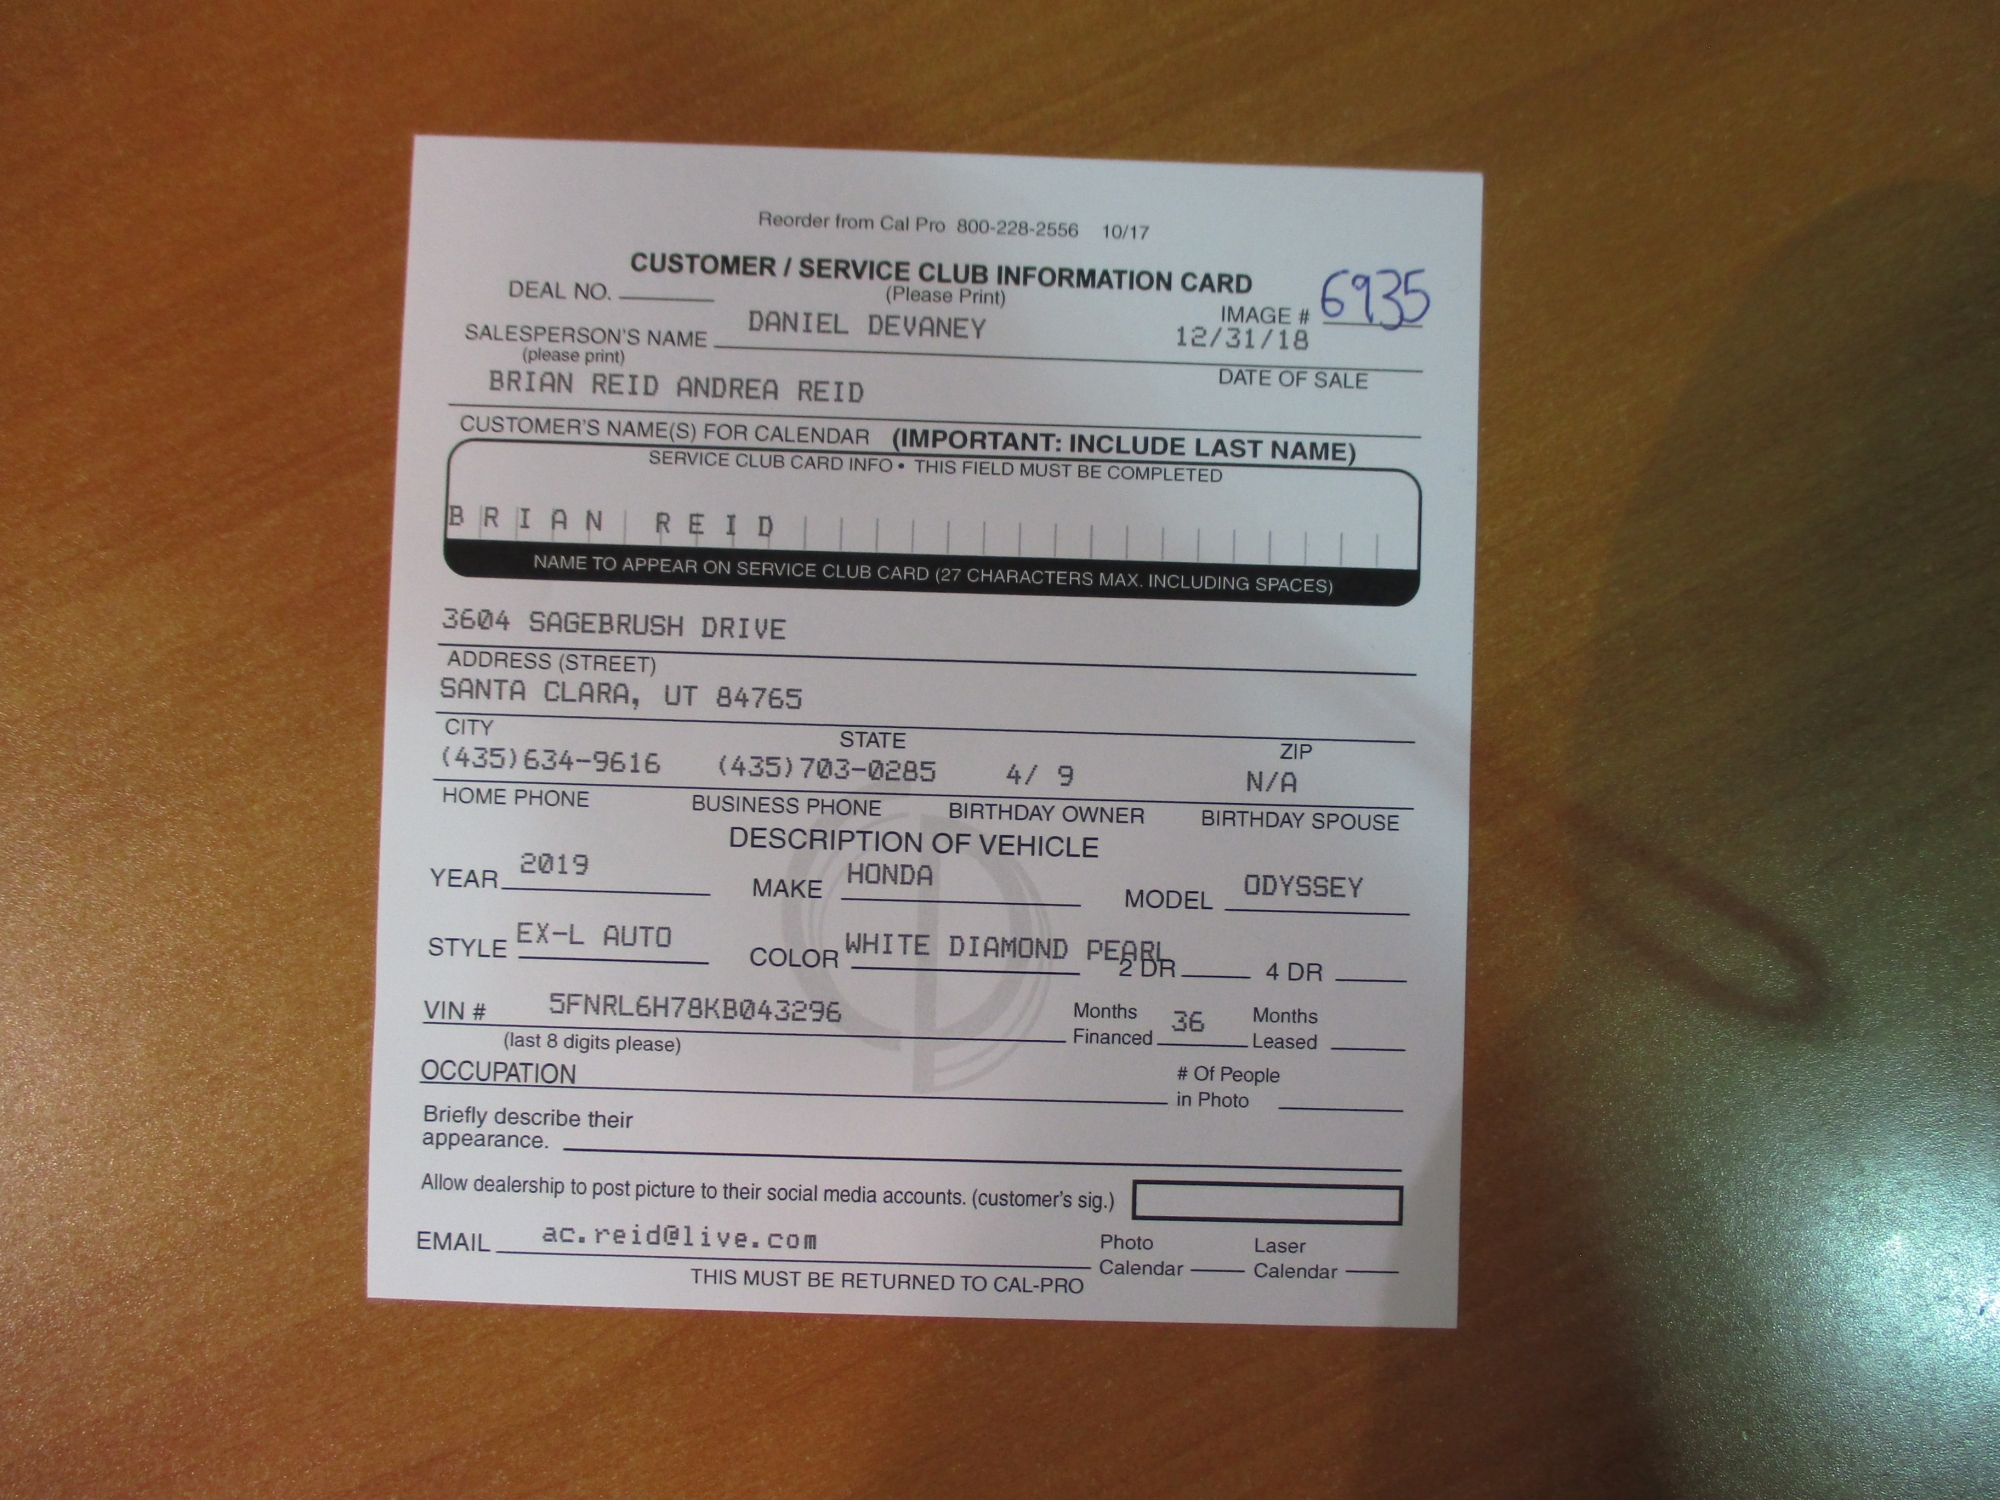 Reorder from Cal Pro 800-228-2556 10/17
CUSTOMER / SERVICE CLUB INFORMATION CARD
(Please Print)
DEAL NO.
IMAGE # 6935
SALESPERSON'S NAME DANIEL DEVANEY 12/31/18
(please print)
DATE OF SALE
BRIAN REID ANDREA REID
CUSTOMER'S NAME(S) FOR CALENDAR (IMPORTANT: INCLUDE LAST NAME)
SERVICE CLUB CARD INFO • THIS FIELD MUST BE COMPLETED
BRIAN REID
NAME TO APPEAR ON SERVICE CLUB CARD (27 CHARACTERS MAX. INCLUDING SPACES)
3604 SAGEBRUSH DRIVE
ADDRESS (STREET)
SANTA CLARA, UT 84765
CITY STATE ZIP
(435)634-9616 (435)703-0285 4/ 9 N/A
HOME PHONE BUSINESS PHONE BIRTHDAY OWNER BIRTHDAY SPOUSE
DESCRIPTION OF VEHICLE
YEAR 2019 MAKE HONDA MODEL ODYSSEY
STYLE EX-L AUTO COLOR WHITE DIAMOND PEARL 2 DR 4 DR
VIN # 5FNRL6H78KB043296 Months Financed 36 Months Leased
(last 8 digits please)
OCCUPATION # Of People in Photo
Briefly describe their
appearance.
Allow dealership to post picture to their social media accounts. (customer's sig.)
EMAIL ac.reid@live.com Photo Calendar Laser Calendar
THIS MUST BE RETURNED TO CAL-PRO